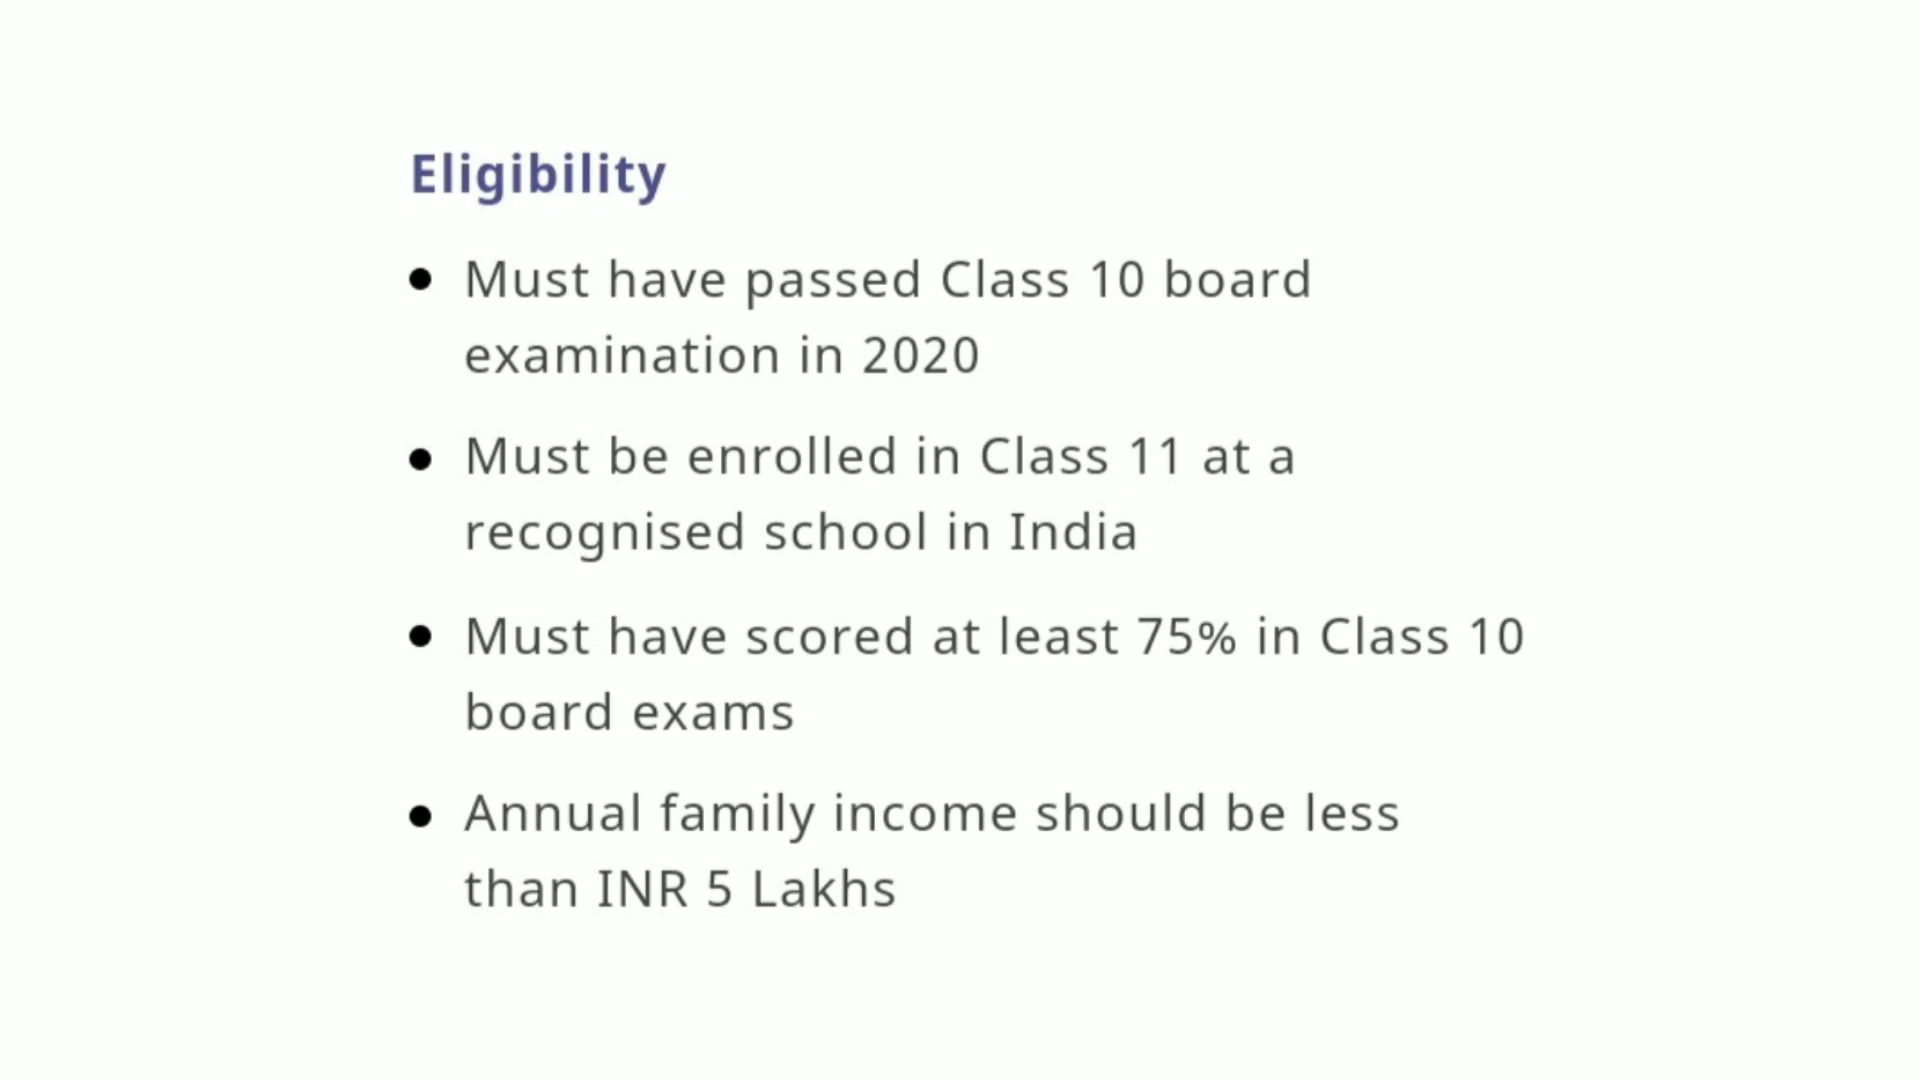 Eligibility
● Must have passed Class 10 board
examination in 2020
● Must be enrolled in Class 11 at a
recognised school in India
● Must have scored at least 75% in Class 10
board exams
● Annual family income should be less
than INR 5 Lakhs